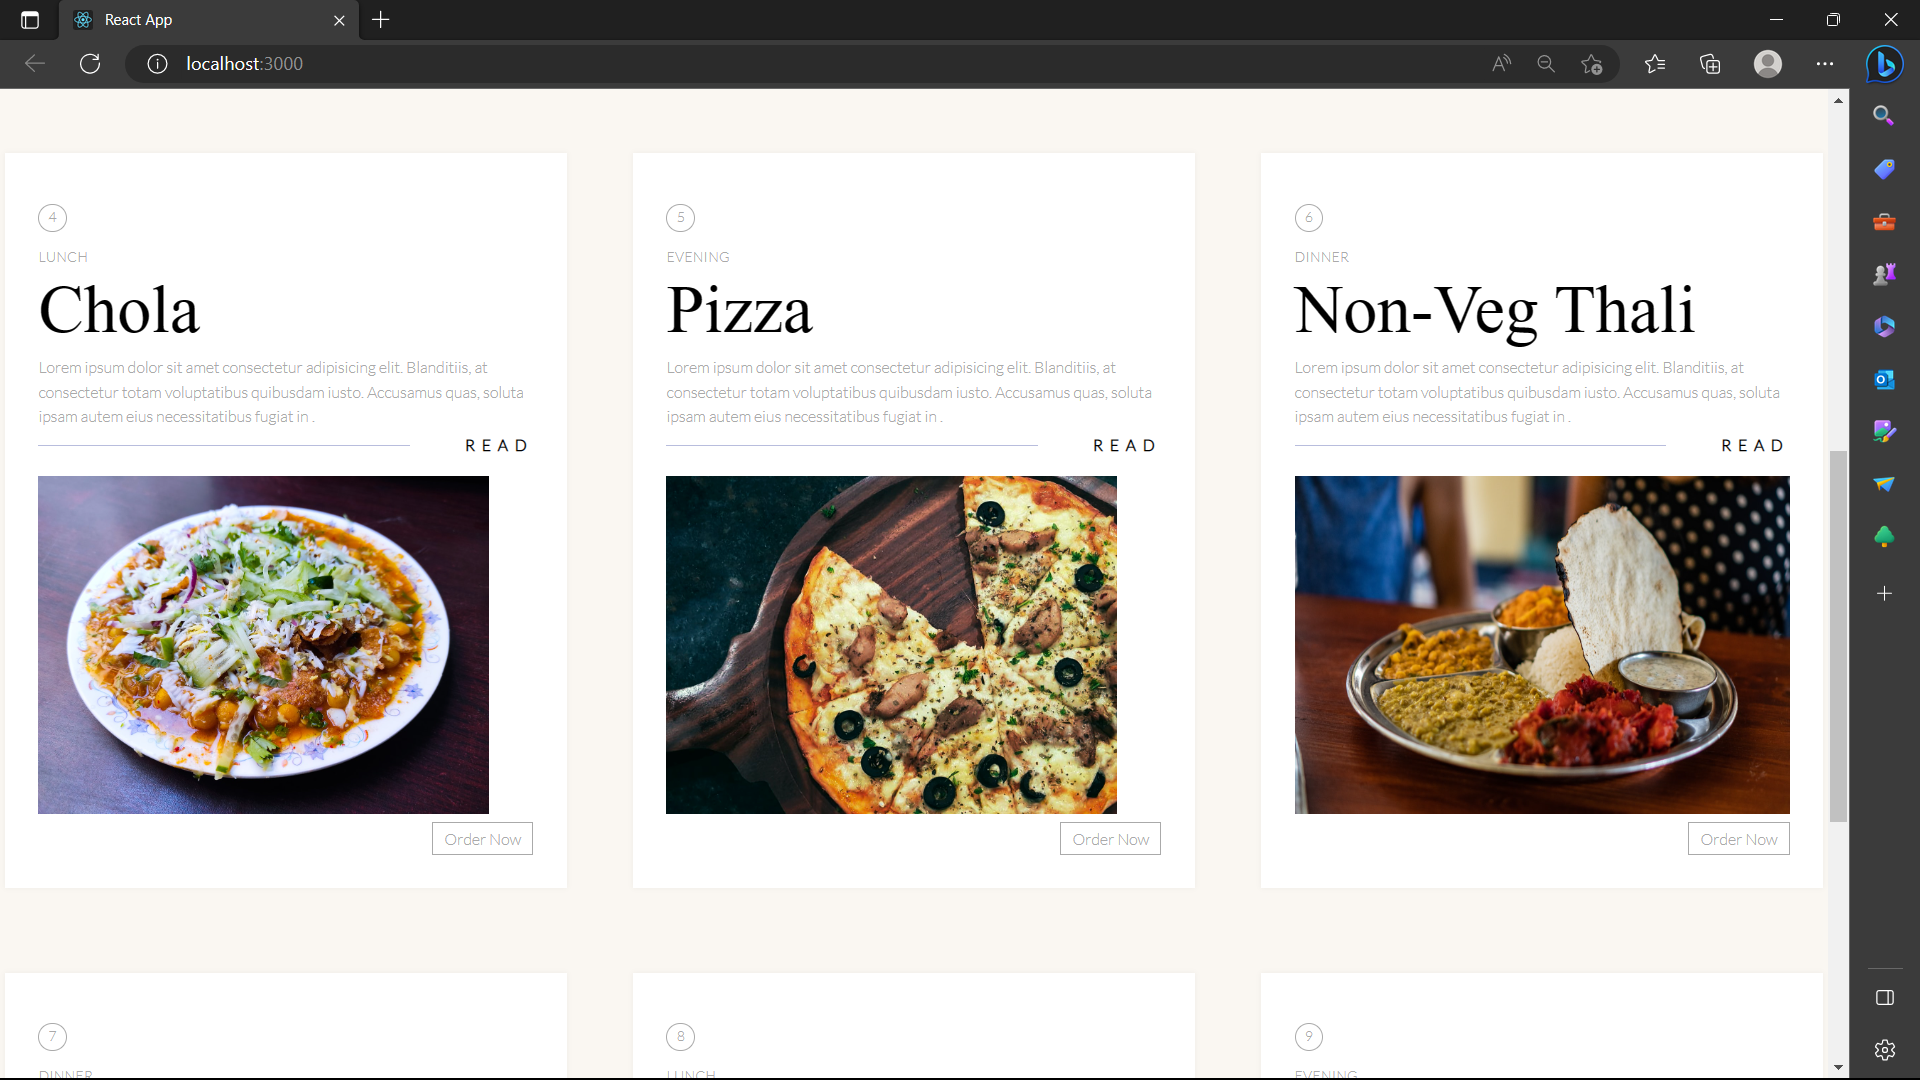 React App
localhost:3000
4
LUNCH
Chola
Lorem ipsum dolor sit amet consectetur adipisicing elit. Blanditiis, at
consectetur totam voluptatibus quibusdam iusto. Accusamus quas, soluta
ipsam autem eius necessitatibus fugiat in .
READ
Order Now
5
EVENING
Pizza
Lorem ipsum dolor sit amet consectetur adipisicing elit. Blanditiis, at
consectetur totam voluptatibus quibusdam iusto. Accusamus quas, soluta
ipsam autem eius necessitatibus fugiat in .
READ
Order Now
6
DINNER
Non-Veg Thali
Lorem ipsum dolor sit amet consectetur adipisicing elit. Blanditiis, at
consectetur totam voluptatibus quibusdam iusto. Accusamus quas, soluta
ipsam autem eius necessitatibus fugiat in .
READ
Order Now
7
DINNER
8
LUNCH
9
EVENING